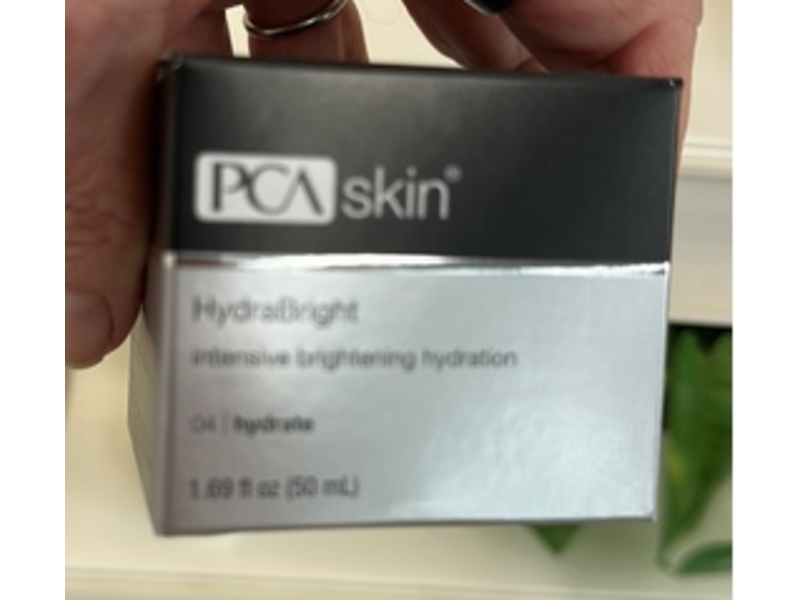 PCA skin®
HydraBright
intensive brightening hydration
04 | hydrate
1.69 fl oz (50 mL)